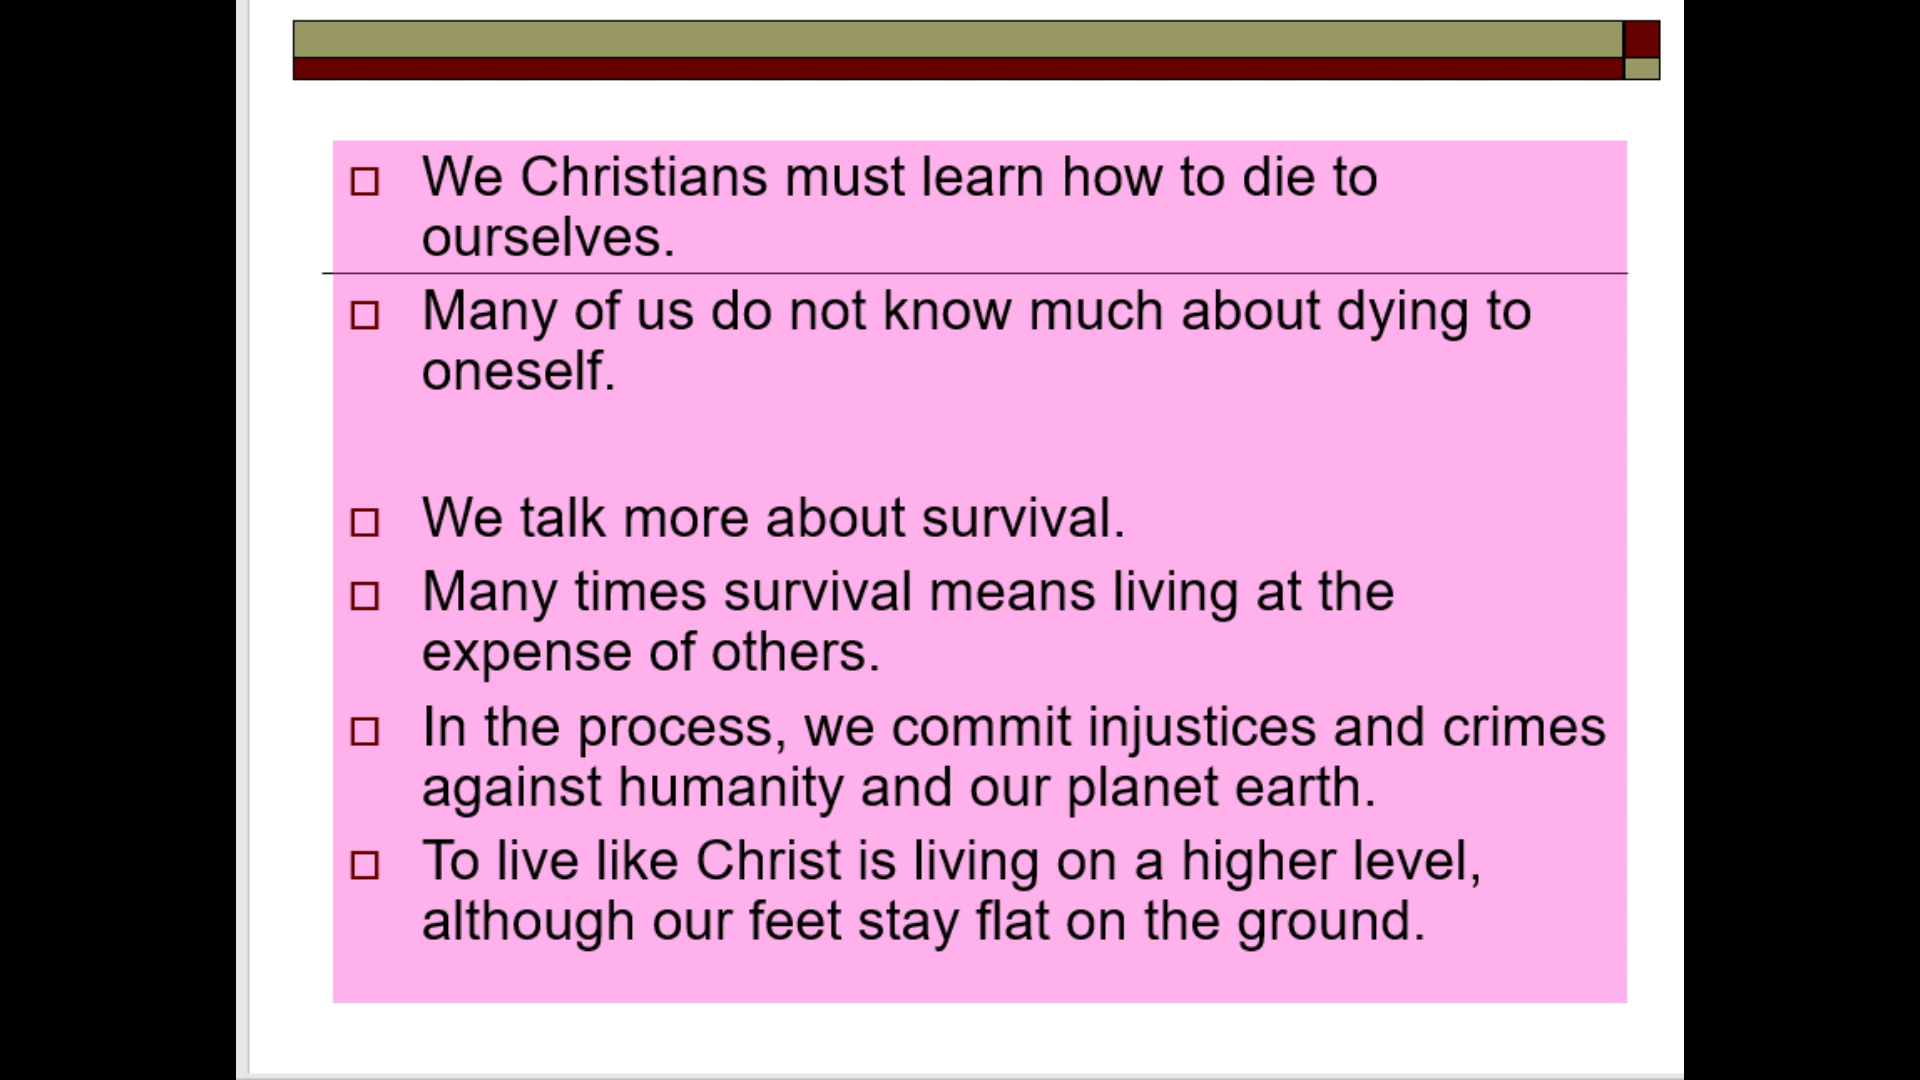 We Christians must learn how to die to
ourselves.
Many of us do not know much about dying to
oneself.
We talk more about survival.
Many times survival means living at the
expense of others.
In the process, we commit injustices and crimes
against humanity and our planet earth.
To live like Christ is living on a higher level,
although our feet stay flat on the ground.